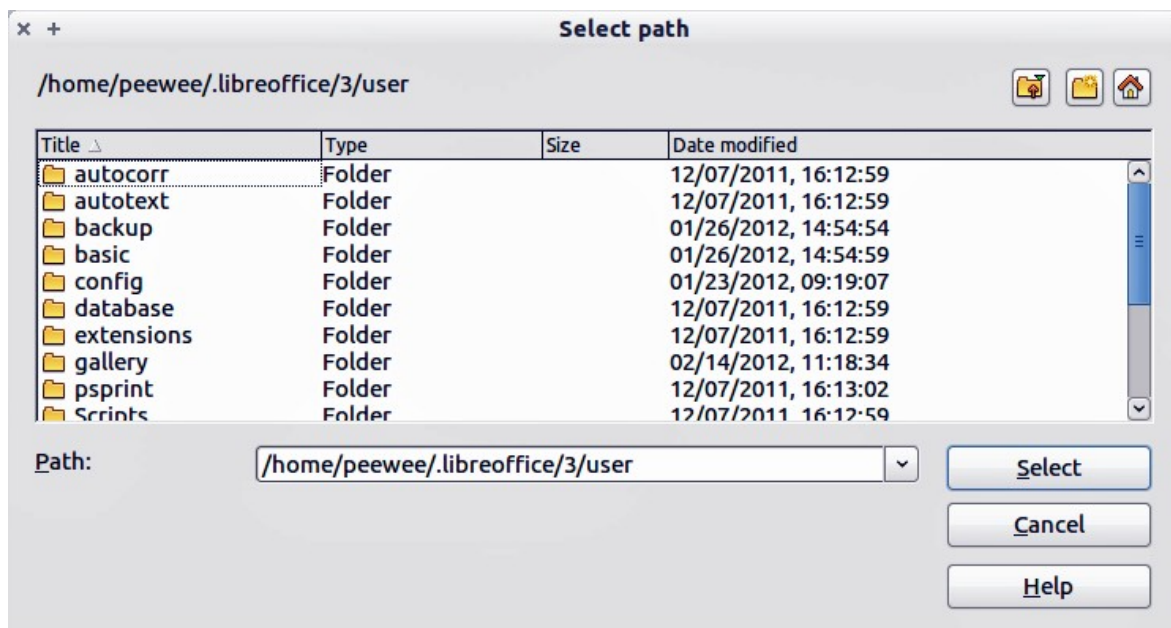 Select path
/home/peewee/.libreoffice/3/user
Title Type Size Date modified
autocorr Folder 12/07/2011, 16:12:59
autotext Folder 12/07/2011, 16:12:59
backup Folder 01/26/2012, 14:54:54
basic Folder 01/26/2012, 14:54:59
config Folder 01/23/2012, 09:19:07
database Folder 12/07/2011, 16:12:59
extensions Folder 12/07/2011, 16:12:59
gallery Folder 02/14/2012, 11:18:34
psprint Folder 12/07/2011, 16:13:02
Scripts Folder 12/07/2011, 16:12:59
Path: /home/peewee/.libreoffice/3/user Select
Cancel
Help